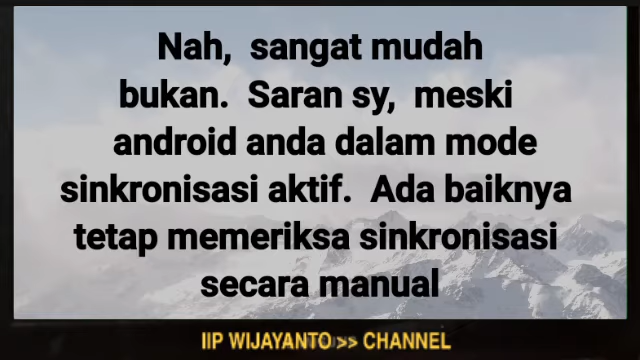 Nah, sangat mudah
bukan. Saran sy, meski
android anda dalam mode
sinkronisasi aktif. Ada baiknya
tetap memeriksa sinkronisasi
secara manual
IIP WIJAYANTO >> CHANNEL